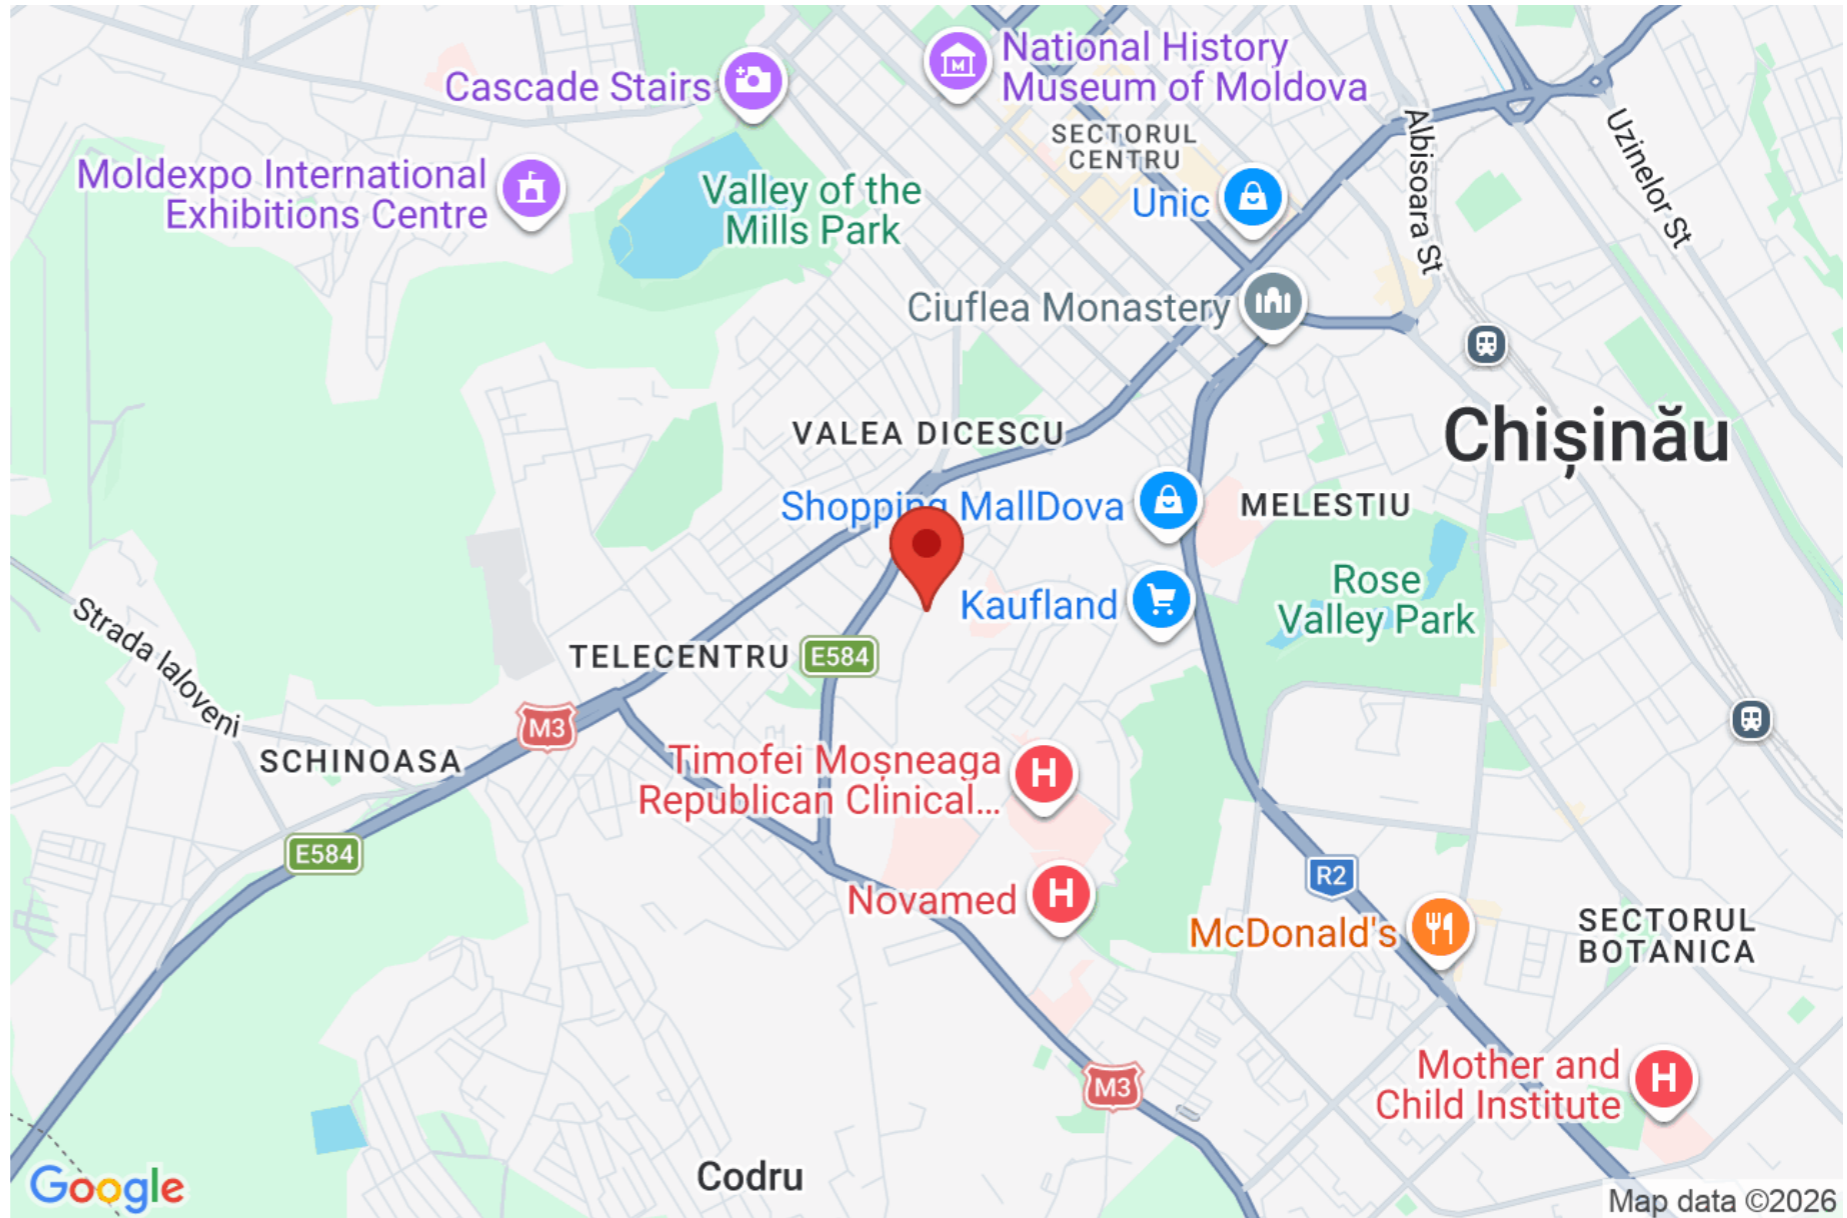 National History
Museum of Moldova
Cascade Stairs
SECTORUL
CENTRU
Albisoara St
Uzinelor St
Moldexpo International
Exhibitions Centre
Valley of the
Mills Park
Unic
Ciuflea Monastery
Chișinău
VALEA DICESCU
Shopping MallDova
MELESTIU
Rose
Valley Park
Kaufland
Strada Ialoveni
TELECENTRU
E584
M3
SCHINOASA
Timofei Moșneaga
Republican Clinical...
H
E584
R2
Novamed
H
McDonald's
SECTORUL
BOTANICA
M3
Mother and
Child Institute
H
Codru
Google
Map data ©2026